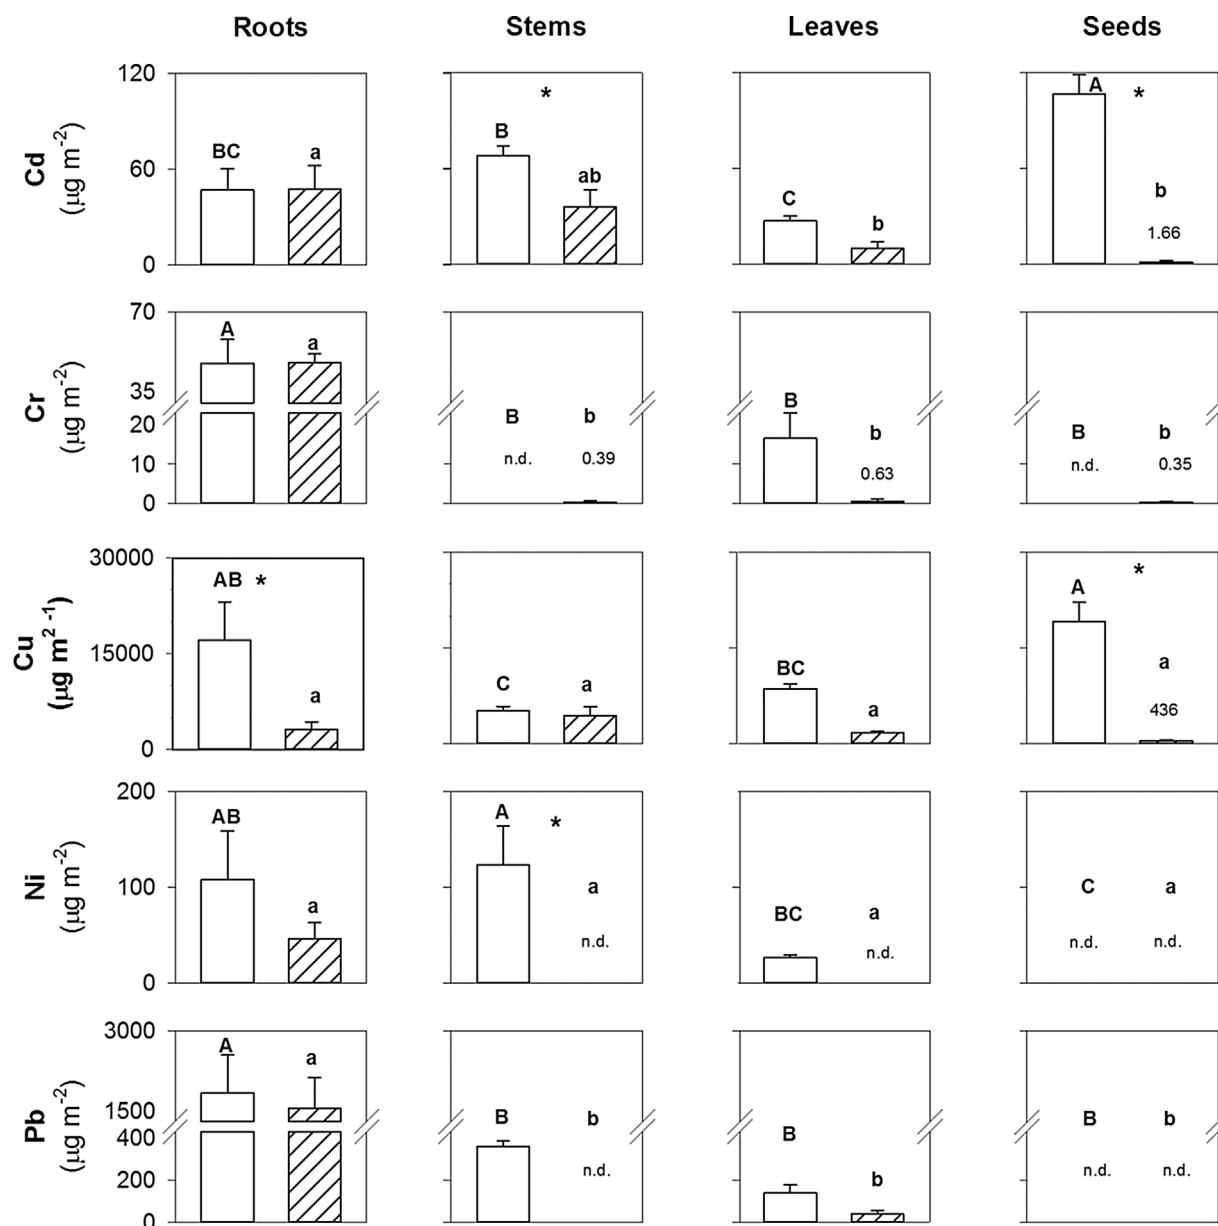 Roots Stems Leaves Seeds
Cd
(µg m-2)
120
60
0
BC a
* B ab
C b
A * b 1.66
Cr
(µg m-2)
70
35
20
10
0
A a
B b
n.d. 0.39
B b
0.63
B b
n.d. 0.35
Cu
(µg m2 -1)
30000
15000
0
AB * a
C a
BC a
* A a
436
Ni
(µg m-2)
200
100
0
AB a
A * a
n.d.
BC a
n.d.
C a
n.d. n.d.
Pb
(µg m-2)
3000
1500
400
200
0
A a
B b
n.d.
B b
B b
n.d. n.d.